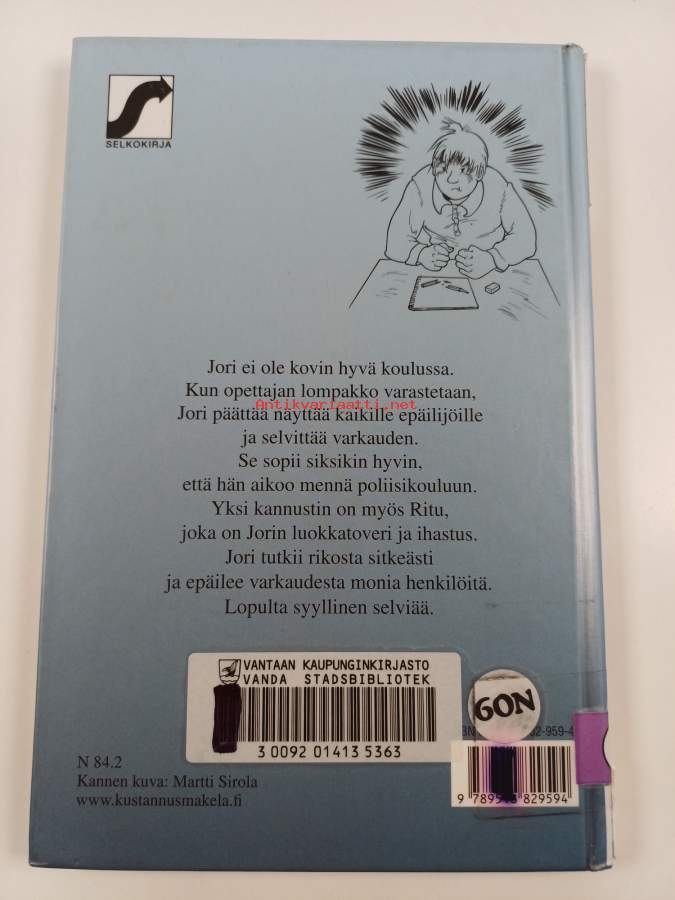 SELKOKIRJA
Jori ei ole kovin hyvä koulussa.
Kun opettajan lompakko varastetaan,
Antikvariaatti.net
Jori päättää näyttää kaikille epäilijöille
ja selvittää varkauden.
Se sopii siksikin hyvin,
että hän aikoo mennä poliisikouluun.
Yksi kannustin on myös Ritu,
joka on Jorin luokkatoveri ja ihastus.
Jori tutkii rikosta sitkeästi
ja epäilee varkaudesta monia henkilöitä.
Lopulta syyllinen selviää.
VANTAAN KAUPUNGINKIRJASTO
VANDA STADSBIBLIOTEK
3 0092 01413 5363
GON
N 84.2
Kannen kuva: Martti Sirola
www.kustannusmakela.fi
829594